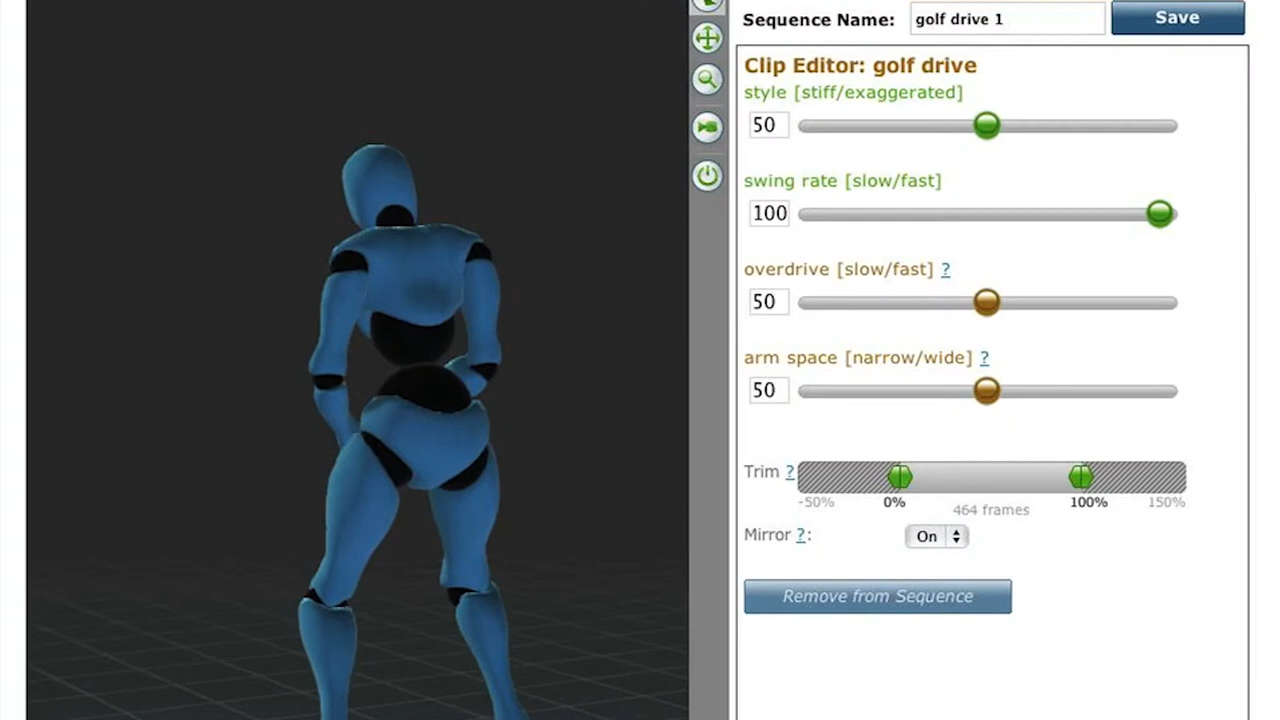 Sequence Name: golf drive 1 Save
Clip Editor: golf drive
style [stiff/exaggerated]
50
swing rate [slow/fast]
100
overdrive [slow/fast] ?
50
arm space [narrow/wide] ?
50
Trim ?
-50% 0% 464 frames 100% 150%
Mirror ?: On
Remove from Sequence